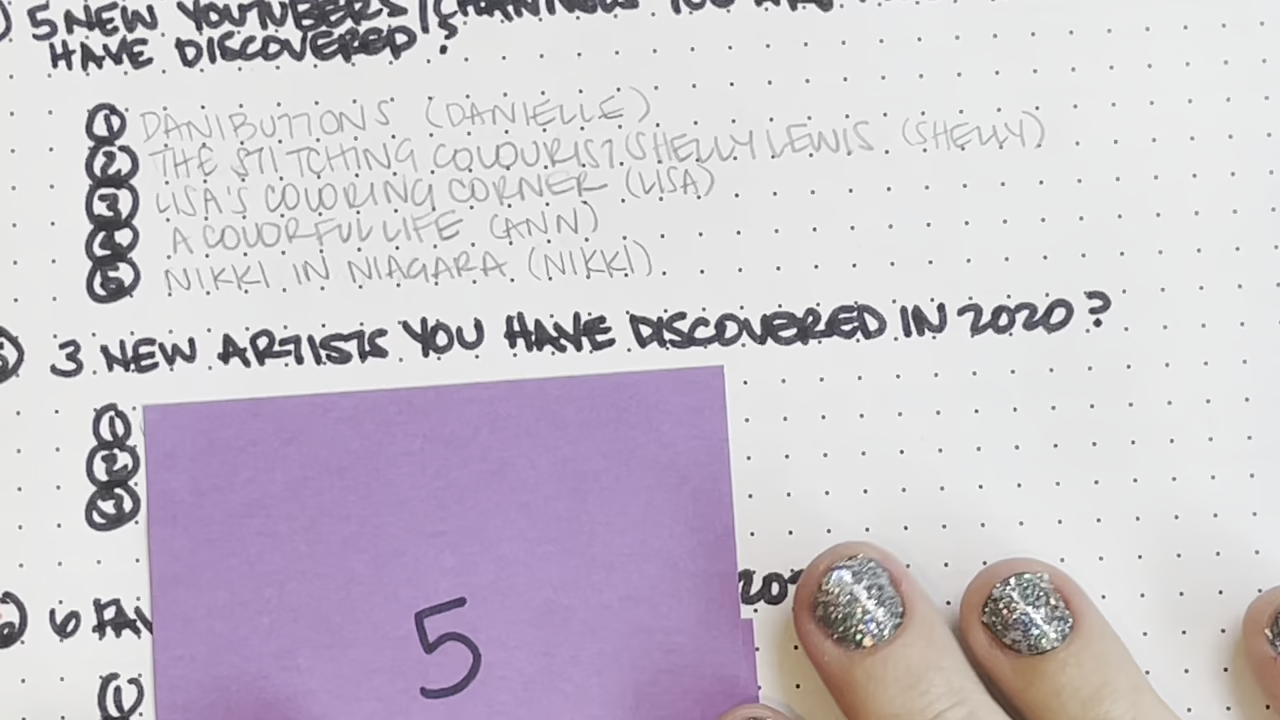 5 NEW YOUTUBERS/CHANNELS YOU
HAVE DISCOVERED?
1 DANIBUTTONS (DANIELLE)
2 THE STITCHING COLOURIST/SHELLY LEWIS (SHELLY)
3 LISA'S COLORING CORNER (LISA)
4 A COLORFUL LIFE (ANN)
5 NIKKI IN NIAGARA (NIKKI)
3 NEW ARTISTS YOU HAVE DISCOVERED IN 2020?
1
2
3
5
6 FAV
1